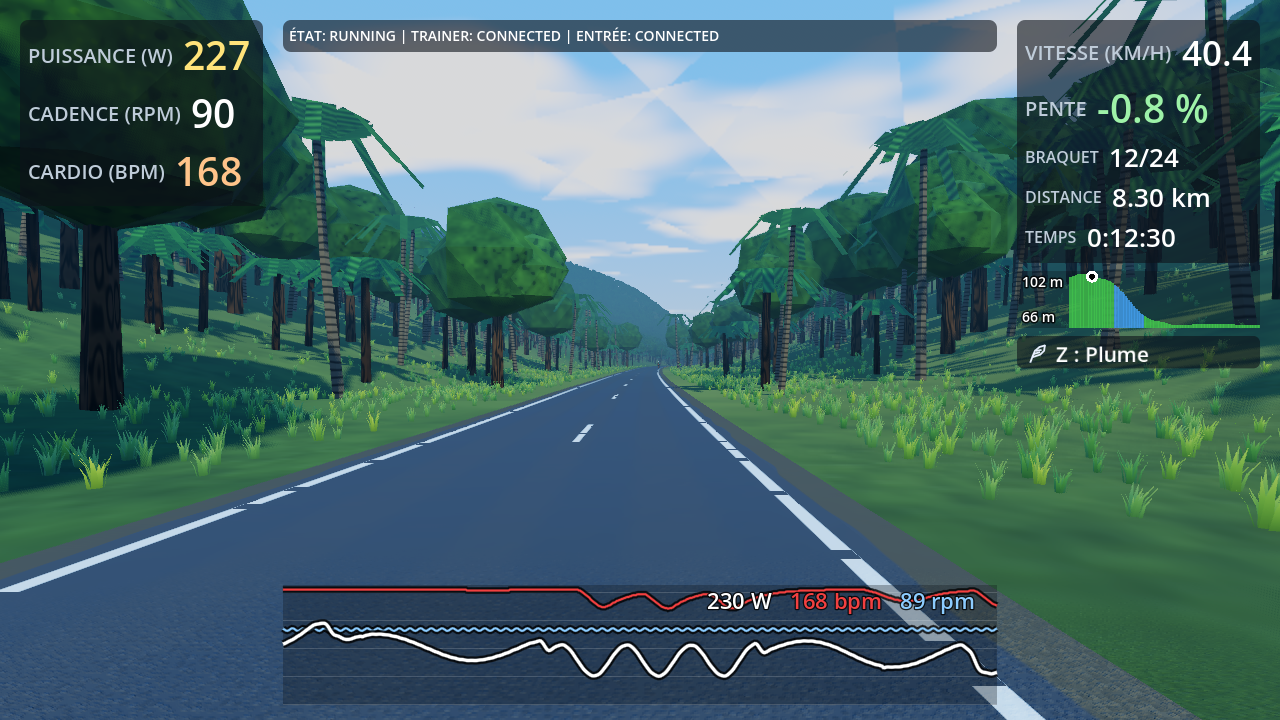 PUISSANCE (W) 227
CADENCE (RPM) 90
CARDIO (BPM) 168
ÉTAT: RUNNING | TRAINER: CONNECTED | ENTRÉE: CONNECTED
VITESSE (KM/H) 40.4
PENTE -0.8 %
BRAQUET 12/24
DISTANCE 8.30 km
TEMPS 0:12:30
102 m
66 m
Z : Plume
230 W 168 bpm 89 rpm